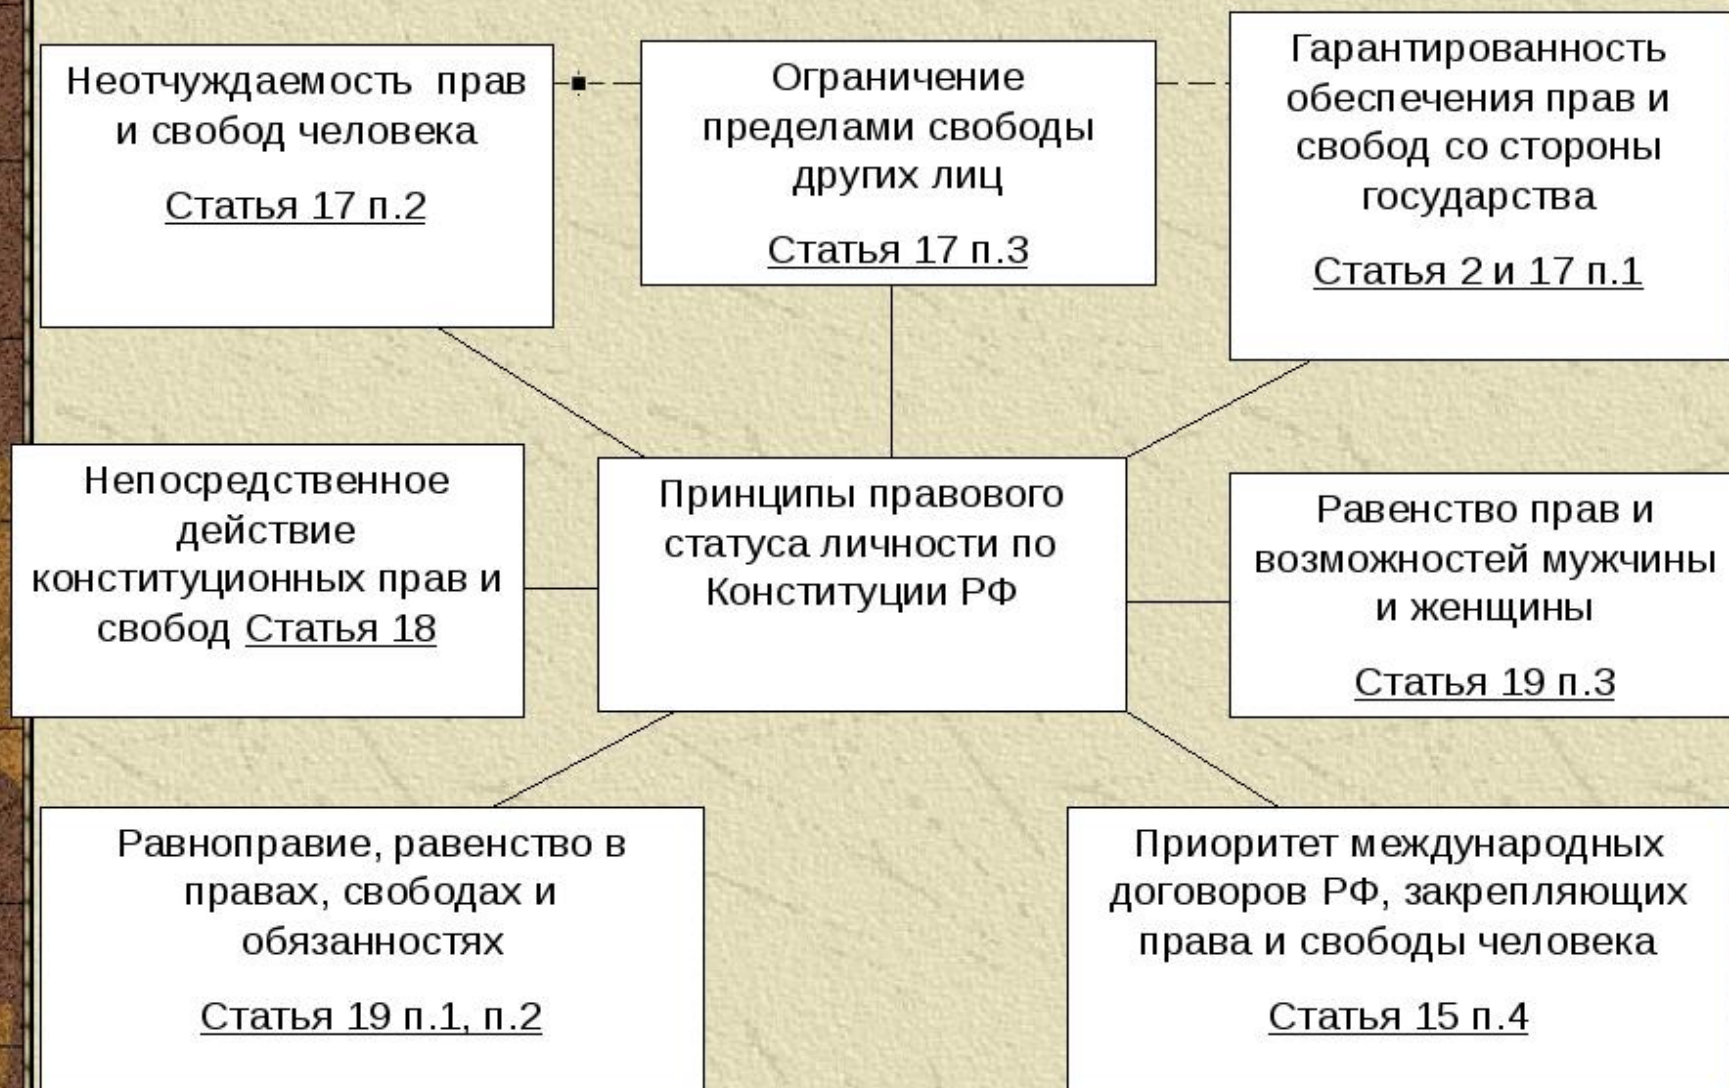 Неотчуждаемость прав
и свобод человека
Статья 17 п.2
Ограничение
пределами свободы
других лиц
Статья 17 п.3
Гарантированность
обеспечения прав и
свобод со стороны
государства
Статья 2 и 17 п.1
Непосредственное
действие
конституционных прав и
свобод Статья 18
Принципы правового
статуса личности по
Конституции РФ
Равенство прав и
возможностей мужчины
и женщины
Статья 19 п.3
Равноправие, равенство в
правах, свободах и
обязанностях
Статья 19 п.1, п.2
Приоритет международных
договоров РФ, закрепляющих
права и свободы человека
Статья 15 п.4